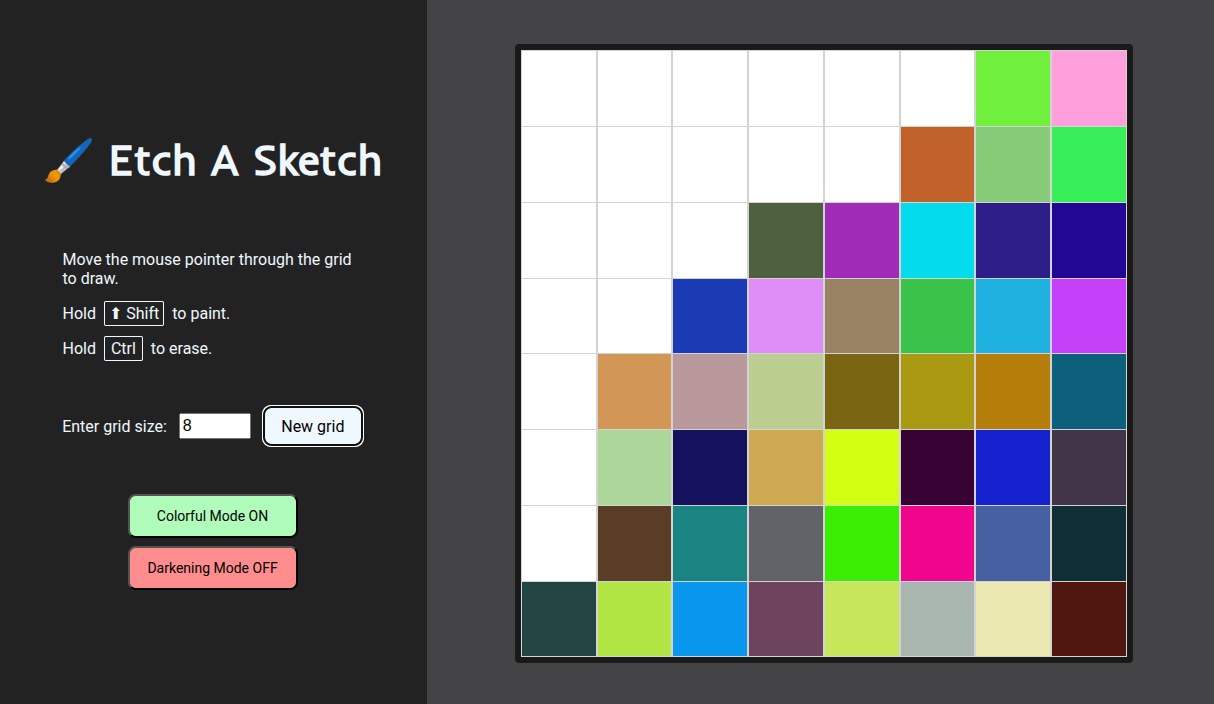 Etch A Sketch
Move the mouse pointer through the grid
to draw.
Hold ⬆ Shift to paint.
Hold Ctrl to erase.
Enter grid size: 8 New grid
Colorful Mode ON
Darkening Mode OFF